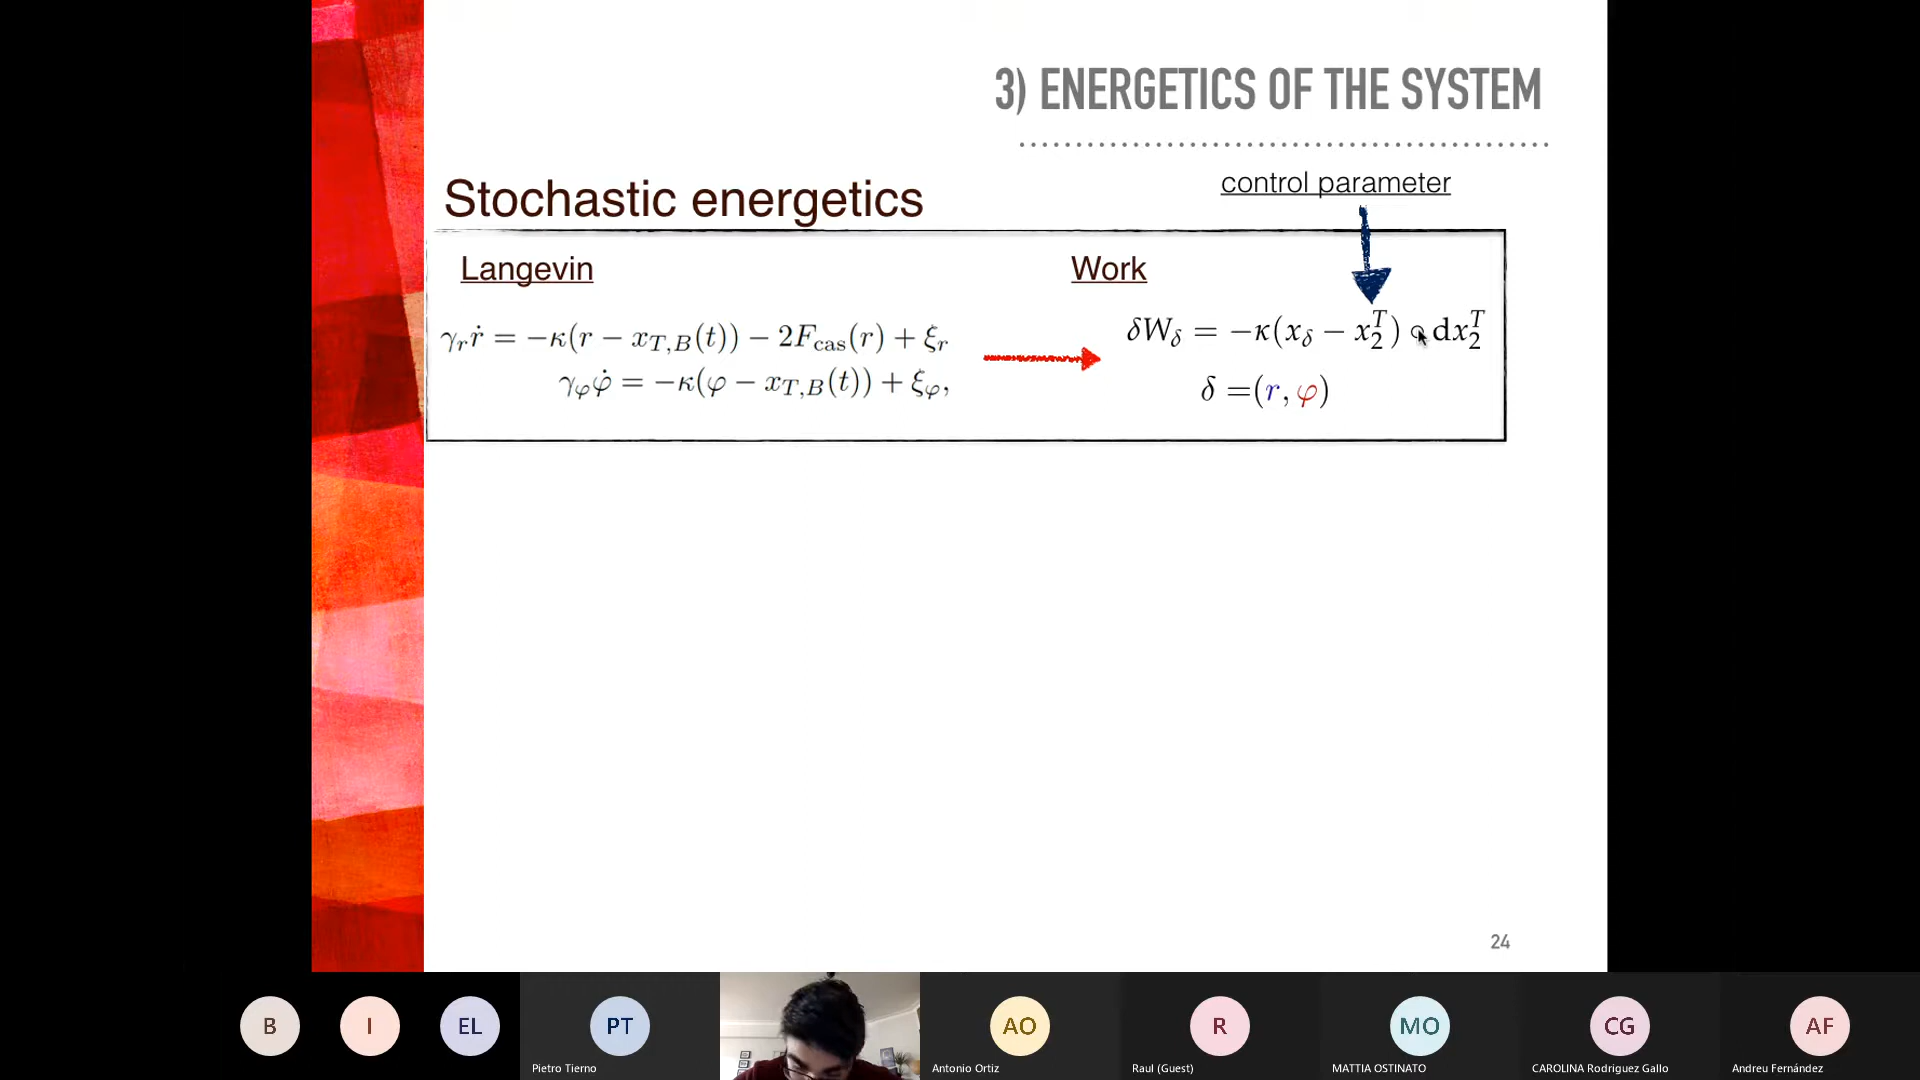 3) ENERGETICS OF THE SYSTEM
control parameter
Stochastic energetics
Langevin
Work
γ_r ṙ = −κ(r − x_{T,B}(t)) − 2F_cas(r) + ξ_r
γ_φ φ̇ = −κ(φ − x_{T,B}(t)) + ξ_φ,
δW_δ = −κ(x_δ − x_2^T) ∘ dx_2^T
δ =(r, φ)
24
B
I
EL
PT
AO
R
MO
CG
AF
Pietro Tierno
Antonio Ortiz
Raul (Guest)
MATTIA OSTINATO
CAROLINA Rodriguez Gallo
Andreu Fernández